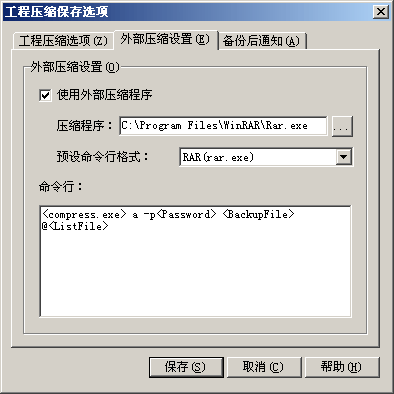 工程压缩保存选项
工程压缩选项(Z) 外部压缩设置(E) 备份后通知(A)
外部压缩设置(O)
使用外部压缩程序
压缩程序： C:\Program Files\WinRAR\Rar.exe ...
预设命令行格式： RAR(rar.exe)
命令行：
<compress.exe> a -p<Password> <BackupFile>
@<ListFile>
保存(S) 取消(C) 帮助(H)